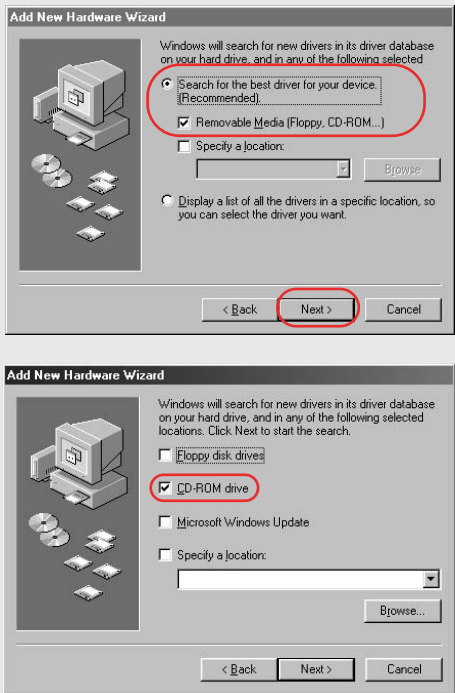 Add New Hardware Wizard
Windows will search for new drivers in its driver database
on your hard drive, and in any of the following selected
Search for the best driver for your device.
(Recommended).
Removable Media (Floppy, CD-ROM...)
Specify a location:
Browse
Display a list of all the drivers in a specific location, so
you can select the driver you want.
< Back
Next >
Cancel
Add New Hardware Wizard
Windows will search for new drivers in its driver database
on your hard drive, and in any of the following selected
locations. Click Next to start the search.
Floppy disk drives
CD-ROM drive
Microsoft Windows Update
Specify a location:
Browse...
< Back
Next >
Cancel